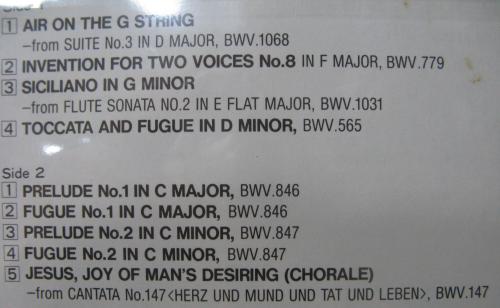 Side 1
1 AIR ON THE G STRING
–from SUITE No.3 IN D MAJOR, BWV.1068
2 INVENTION FOR TWO VOICES No.8 IN F MAJOR, BWV.779
3 SICILIANO IN G MINOR
–from FLUTE SONATA NO.2 IN E FLAT MAJOR, BWV.1031
4 TOCCATA AND FUGUE IN D MINOR, BWV.565
Side 2
1 PRELUDE No.1 IN C MAJOR, BWV.846
2 FUGUE No.1 IN C MAJOR, BWV.846
3 PRELUDE No.2 IN C MINOR, BWV.847
4 FUGUE No.2 IN C MINOR, BWV.847
5 JESUS, JOY OF MAN'S DESIRING (CHORALE)
–from CANTATA No.147<HERZ UND MUND UND TAT UND LEBEN>, BWV.147